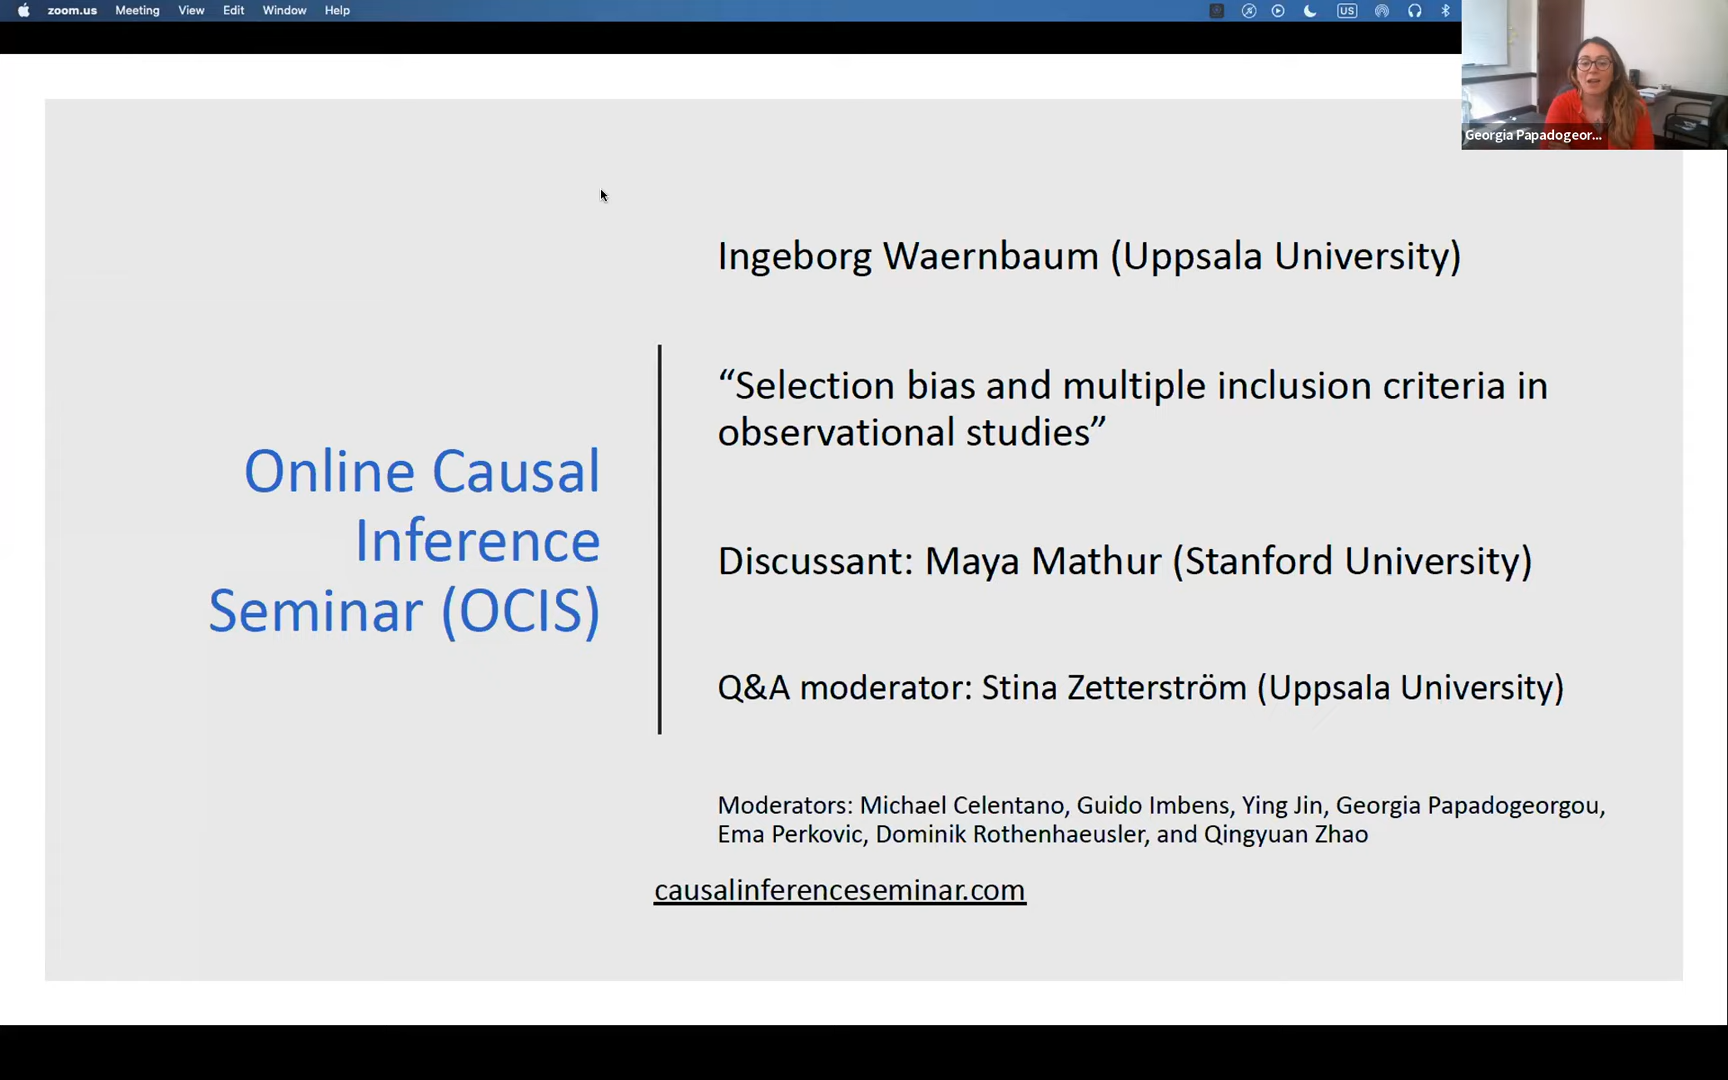 zoom.us Meeting View Edit Window Help
US
Georgia Papadogeor...
Ingeborg Waernbaum (Uppsala University)
“Selection bias and multiple inclusion criteria in
observational studies”
Online Causal
Inference
Seminar (OCIS)
Discussant: Maya Mathur (Stanford University)
Q&A moderator: Stina Zetterström (Uppsala University)
Moderators: Michael Celentano, Guido Imbens, Ying Jin, Georgia Papadogeorgou,
Ema Perkovic, Dominik Rothenhaeusler, and Qingyuan Zhao
causalinferenceseminar.com